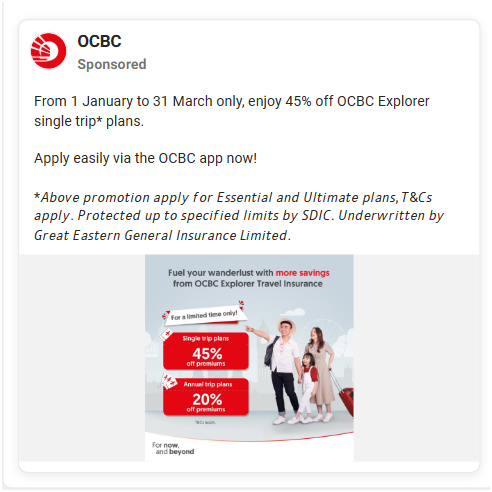 OCBC
Sponsored
From 1 January to 31 March only, enjoy 45% off OCBC Explorer
single trip* plans.
Apply easily via the OCBC app now!
*Above promotion apply for Essential and Ultimate plans,T&Cs
apply. Protected up to specified limits by SDIC. Underwritten by
Great Eastern General Insurance Limited.
Fuel your wanderlust with more savings
from OCBC Explorer Travel Insurance
For a limited time only!
Single trip plans
45%
off premiums
Annual trip plans
20%
off premiums
T&Cs apply.
For now,
and beyond